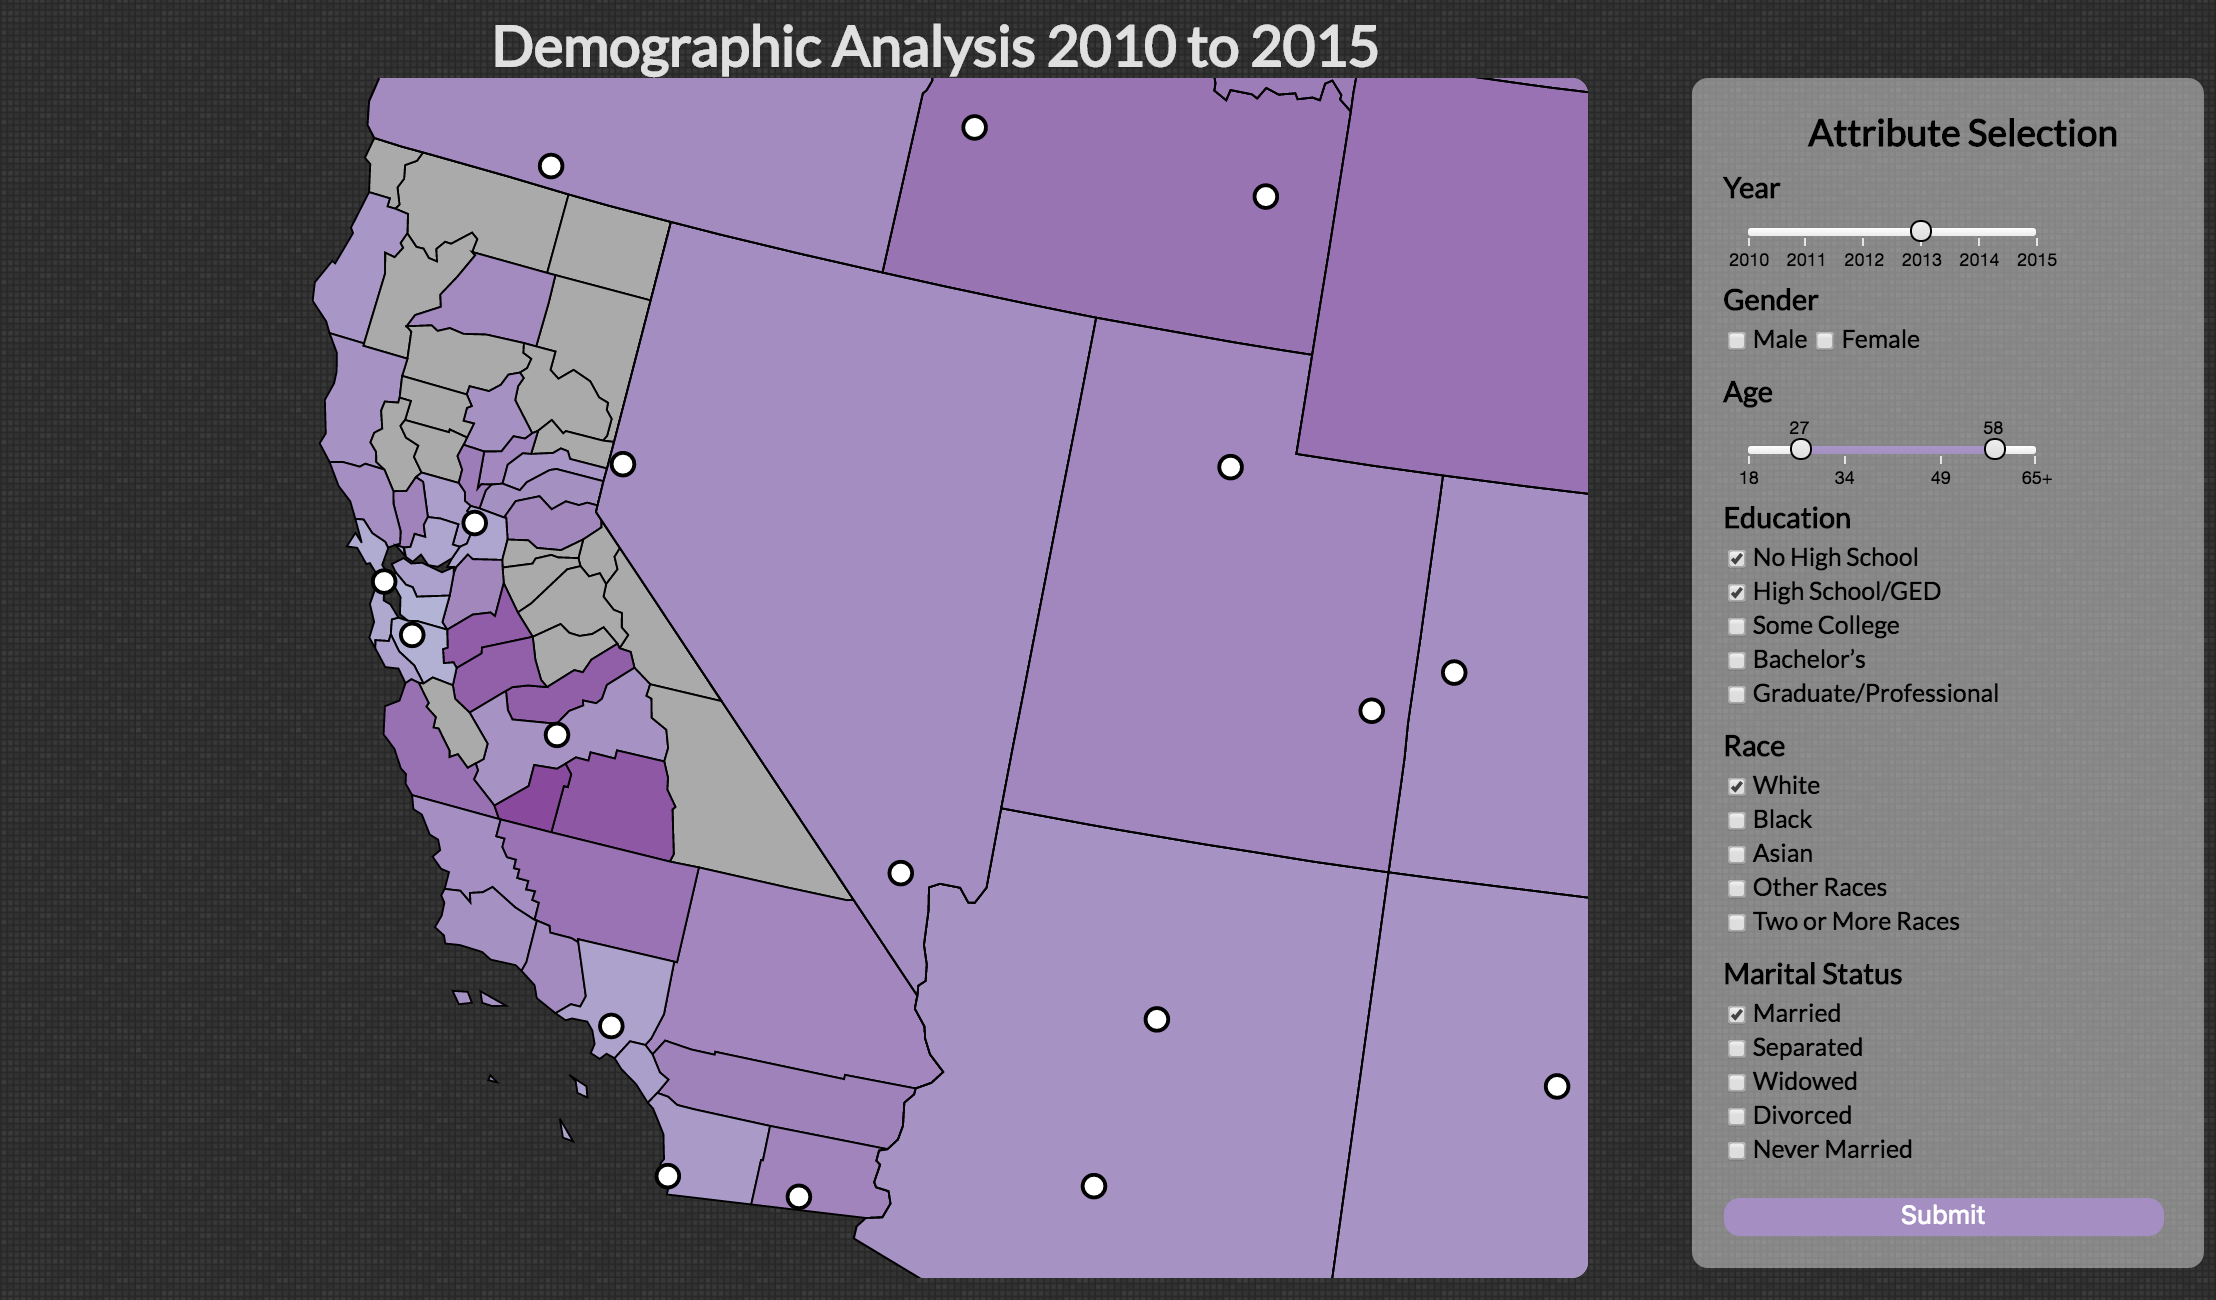 Demographic Analysis 2010 to 2015
Attribute Selection
Year
2010 2011 2012 2013 2014 2015
Gender
Male Female
Age
27 58
18 34 49 65+
Education
No High School
High School/GED
Some College
Bachelor’s
Graduate/Professional
Race
White
Black
Asian
Other Races
Two or More Races
Marital Status
Married
Separated
Widowed
Divorced
Never Married
Submit